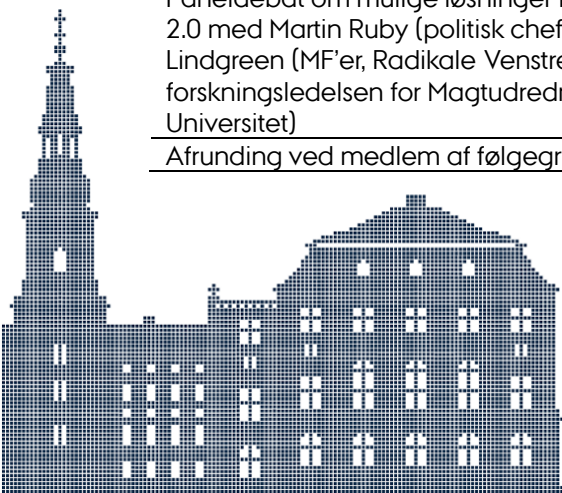 Paneldebat om mulige løsninger
2.0 med Martin Ruby (politisk chef
Lindgreen (MF'er, Radikale Venstre
forskningsledelsen for Magtudred
Universitet)
Afrunding ved medlem af følgegr